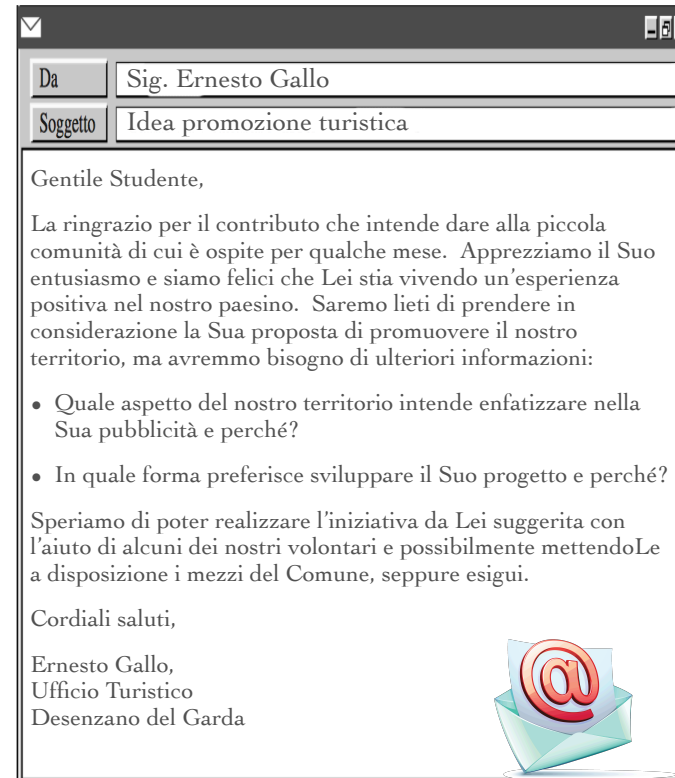 Da
Sig. Ernesto Gallo
Soggetto
Idea promozione turistica
Gentile Studente,
La ringrazio per il contributo che intende dare alla piccola
comunità di cui è ospite per qualche mese.  Apprezziamo il Suo
entusiasmo e siamo felici che Lei stia vivendo un’esperienza
positiva nel nostro paesino.  Saremo lieti di prendere in
considerazione la Sua proposta di promuovere il nostro
territorio, ma avremmo bisogno di ulteriori informazioni:
• Quale aspetto del nostro territorio intende enfatizzare nella
Sua pubblicità e perché?
• In quale forma preferisce sviluppare il Suo progetto e perché?
Speriamo di poter realizzare l’iniziativa da Lei suggerita con
l’aiuto di alcuni dei nostri volontari e possibilmente mettendoLe
a disposizione i mezzi del Comune, seppure esigui.
Cordiali saluti,
Ernesto Gallo,
Ufficio Turistico
Desenzano del Garda
@